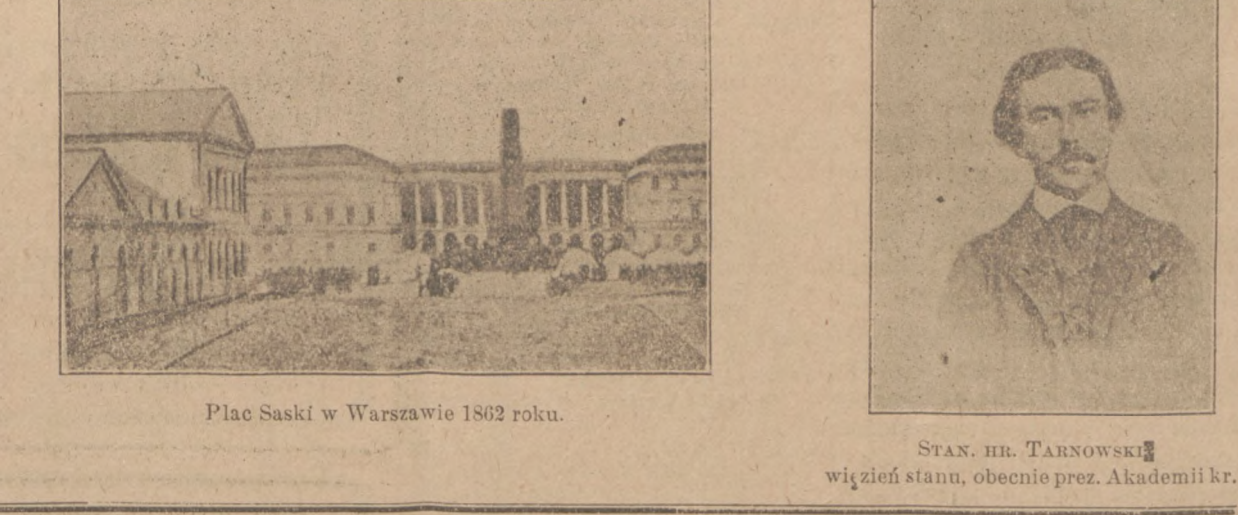 Plac Saski w Warszawie 1862 roku.
STAN. HR. TARNOWSKI
więzień stanu, obecnie prez. Akademii kr.